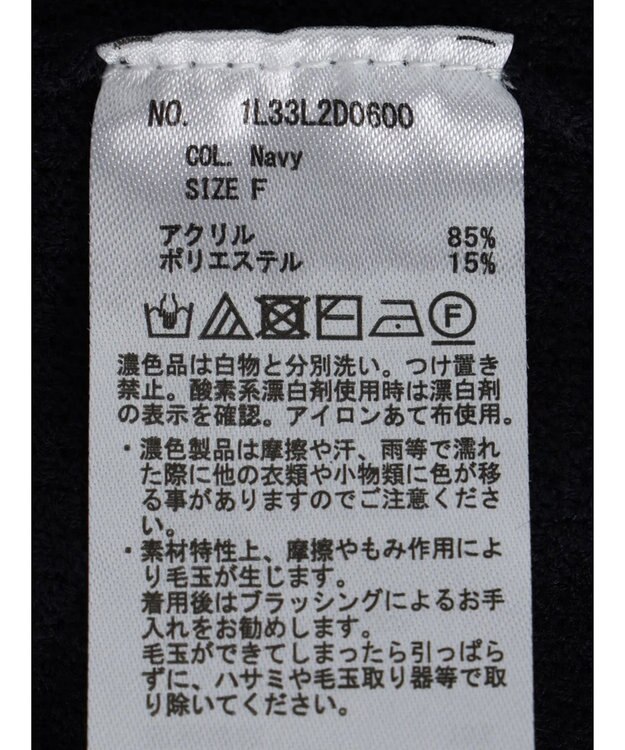 NO. 1L33L2D0600
COL. Navy
SIZE F
アクリル 85%
ポリエステル 15%
F
濃色品は白物と分別洗い。つけ置き
禁止。酸素系漂白剤使用時は漂白剤
の表示を確認。アイロンあて布使用。
・濃色製品は摩擦や汗、雨等で濡れ
た際に他の衣類や小物類に色が移
る事がありますのでご注意くださ
い。
・素材特性上、摩擦やもみ作用によ
り毛玉が生じます。
着用後はブラッシングによるお手
入れをお勧めします。
毛玉ができてしまったら引っぱら
ずに、ハサミや毛玉取り器等で取
り除いてください。